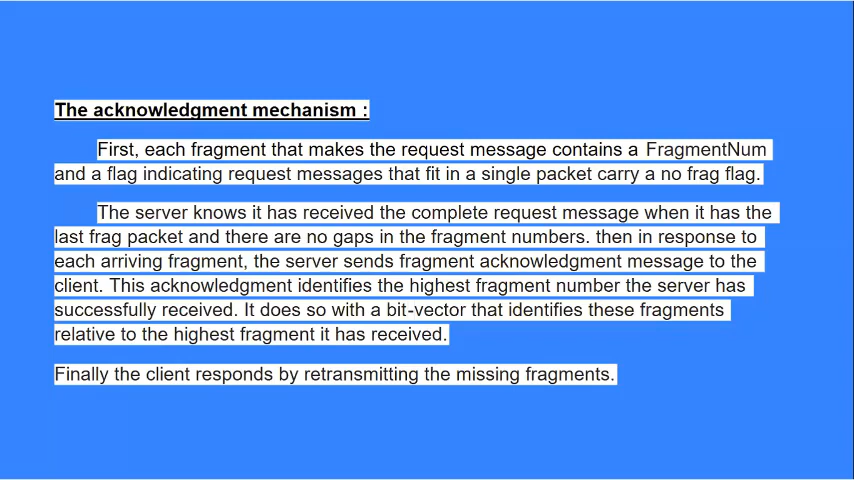 The acknowledgment mechanism :
First, each fragment that makes the request message contains a FragmentNum
and a flag indicating request messages that fit in a single packet carry a no frag flag.
The server knows it has received the complete request message when it has the
last frag packet and there are no gaps in the fragment numbers. then in response to
each arriving fragment, the server sends fragment acknowledgment message to the
client. This acknowledgment identifies the highest fragment number the server has
successfully received. It does so with a bit-vector that identifies these fragments
relative to the highest fragment it has received.
Finally the client responds by retransmitting the missing fragments.